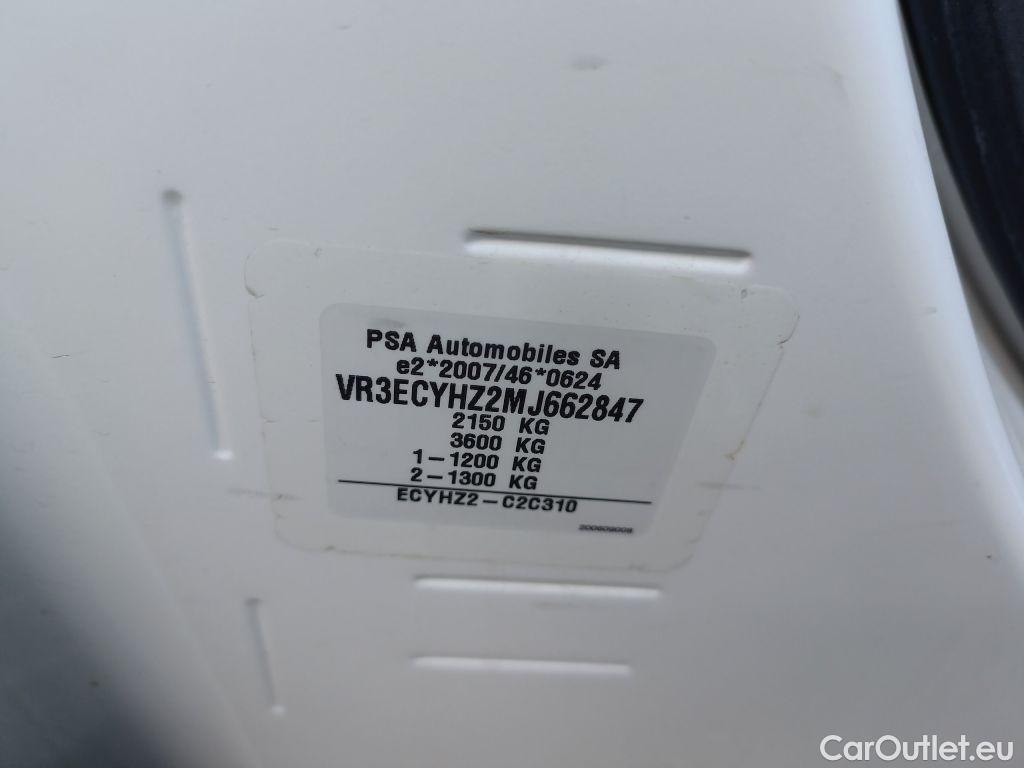 PSA Automobiles SA
e2*2007/46*0624
VR3ECYHZ2MJ662847
2150 KG
3600 KG
1-1200 KG
2-1300 KG
ECYHZ2-C2C310
200609009
CarOutlet.eu